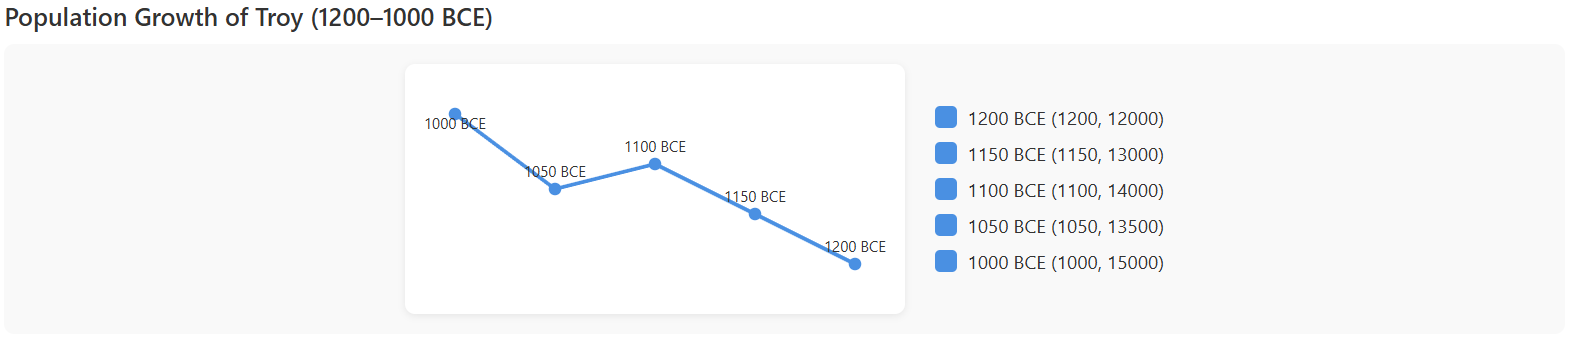 Population Growth of Troy (1200–1000 BCE)
1000 BCE
1050 BCE
1100 BCE
1150 BCE
1200 BCE
1200 BCE (1200, 12000)
1150 BCE (1150, 13000)
1100 BCE (1100, 14000)
1050 BCE (1050, 13500)
1000 BCE (1000, 15000)